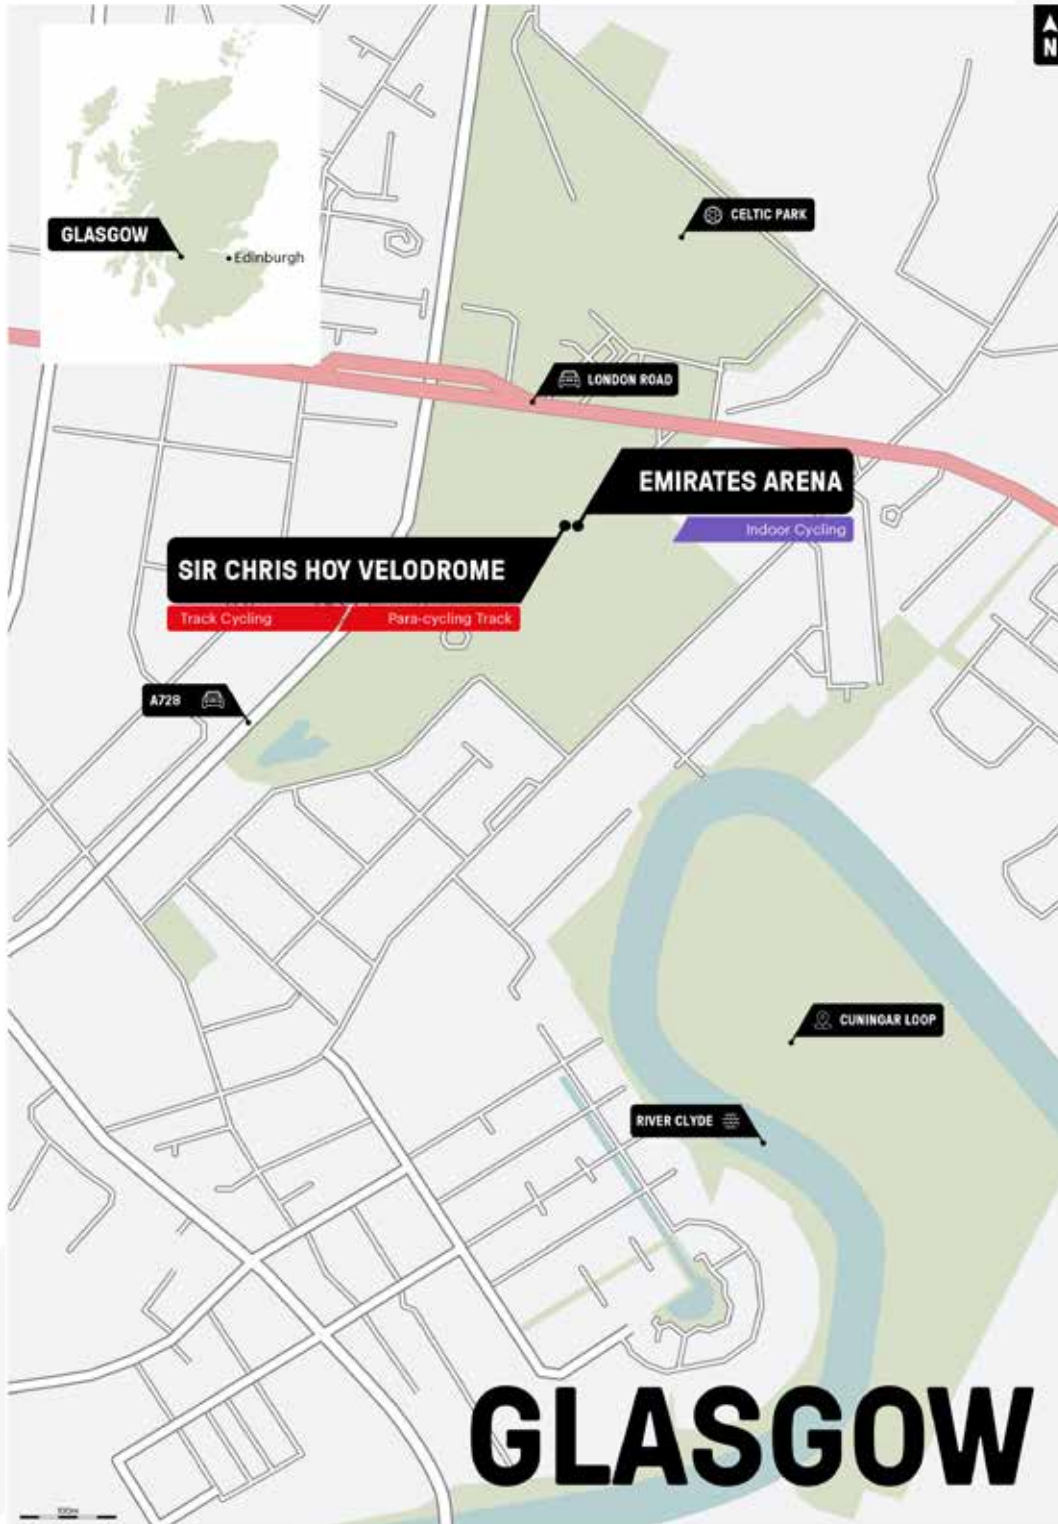 N
GLASGOW
Edinburgh
CELTIC PARK
LONDON ROAD
EMIRATES ARENA
Indoor Cycling
SIR CHRIS HOY VELODROME
Track Cycling
Para-cycling Track
A728
CUNINGAR LOOP
RIVER CLYDE
GLASGOW